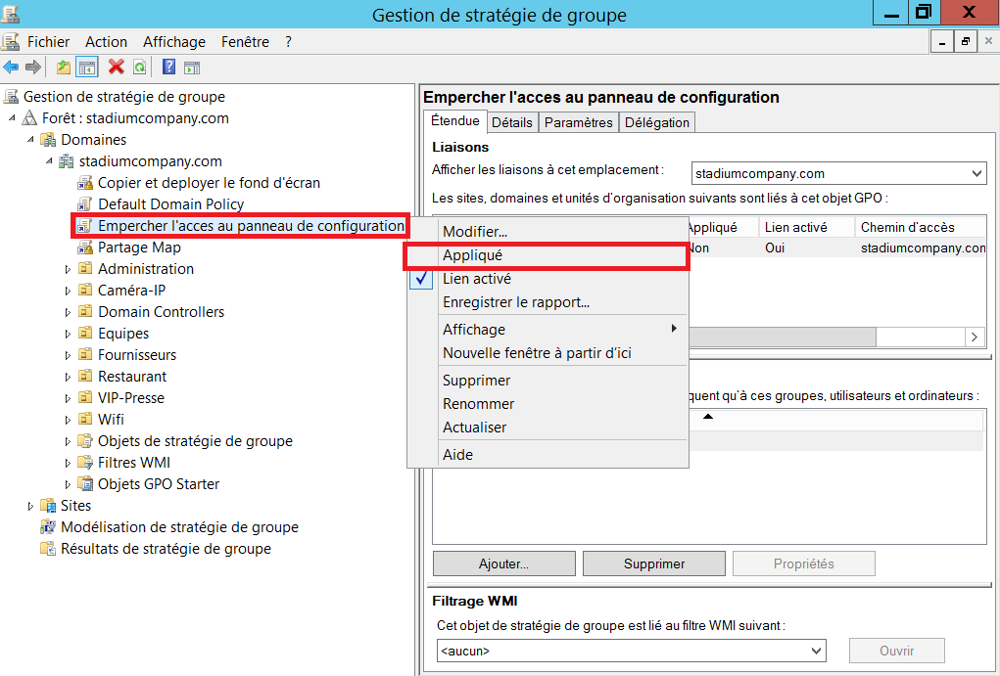 Gestion de stratégie de groupe
Fichier Action Affichage Fenêtre ?
Gestion de stratégie de groupe
Forêt : stadiumcompany.com
Domaines
stadiumcompany.com
Copier et deployer le fond d'écran
Default Domain Policy
Empercher l'acces au panneau de configuration
Partage Map
Administration
Caméra-IP
Domain Controllers
Equipes
Fournisseurs
Restaurant
VIP-Presse
Wifi
Objets de stratégie de groupe
Filtres WMI
Objets GPO Starter
Sites
Modélisation de stratégie de groupe
Résultats de stratégie de groupe
Modifier...
Appliqué
Lien activé
Enregistrer le rapport...
Affichage
Nouvelle fenêtre à partir d'ici
Supprimer
Renommer
Actualiser
Aide
Empercher l'acces au panneau de configuration
Étendue Détails Paramètres Délégation
Liaisons
Afficher les liaisons à cet emplacement : stadiumcompany.com
Les sites, domaines et unités d'organisation suivants sont liés à cet objet GPO :
Appliqué Lien activé Chemin d'accès
Non Oui stadiumcompany.con
quent qu'à ces groupes, utilisateurs et ordinateurs :
Ajouter... Supprimer Propriétés
Filtrage WMI
Cet objet de stratégie de groupe est lié au filtre WMI suivant :
<aucun> Ouvrir